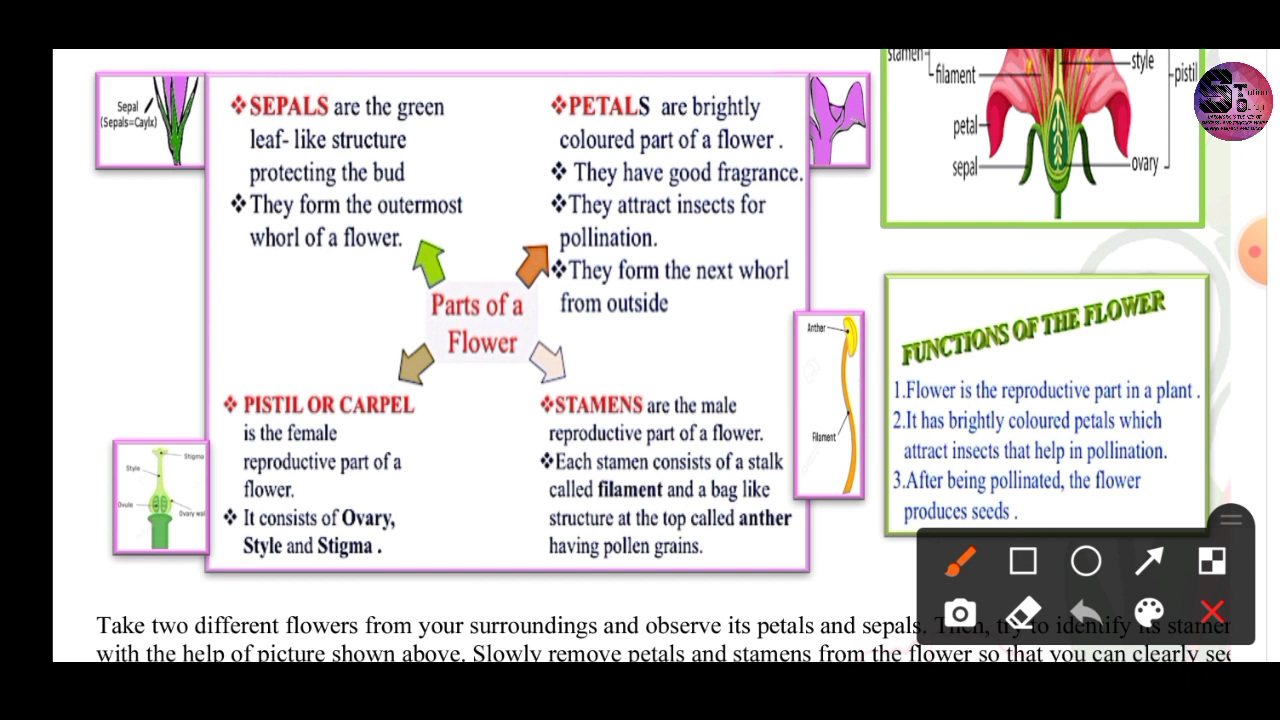 Sepal
(Sepals=Caylx)
❖SEPALS are the green
leaf- like structure
protecting the bud
❖They form the outermost
whorl of a flower.
❖PETALS are brightly
coloured part of a flower .
❖ They have good fragrance.
❖They attract insects for
pollination.
❖They form the next whorl
from outside
Parts of a
Flower
❖ PISTIL OR CARPEL
is the female
reproductive part of a
flower.
❖ It consists of Ovary,
Style and Stigma .
❖STAMENS are the male
reproductive part of a flower.
❖Each stamen consists of a stalk
called filament and a bag like
structure at the top called anther
having pollen grains.
Stigma
Style
Ovule
Ovary wal
Anther
Filament
stamen
filament
style
pistil
petal
sepal
ovary
FUNCTIONS OF THE FLOWER
1.Flower is the reproductive part in a plant .
2.It has brightly coloured petals which
attract insects that help in pollination.
3.After being pollinated, the flower
produces seeds .
Take two different flowers from your surroundings and observe its petals and sepals. Then, try to identify its stamen
with the help of picture shown above. Slowly remove petals and stamens from the flower so that you can clearly see